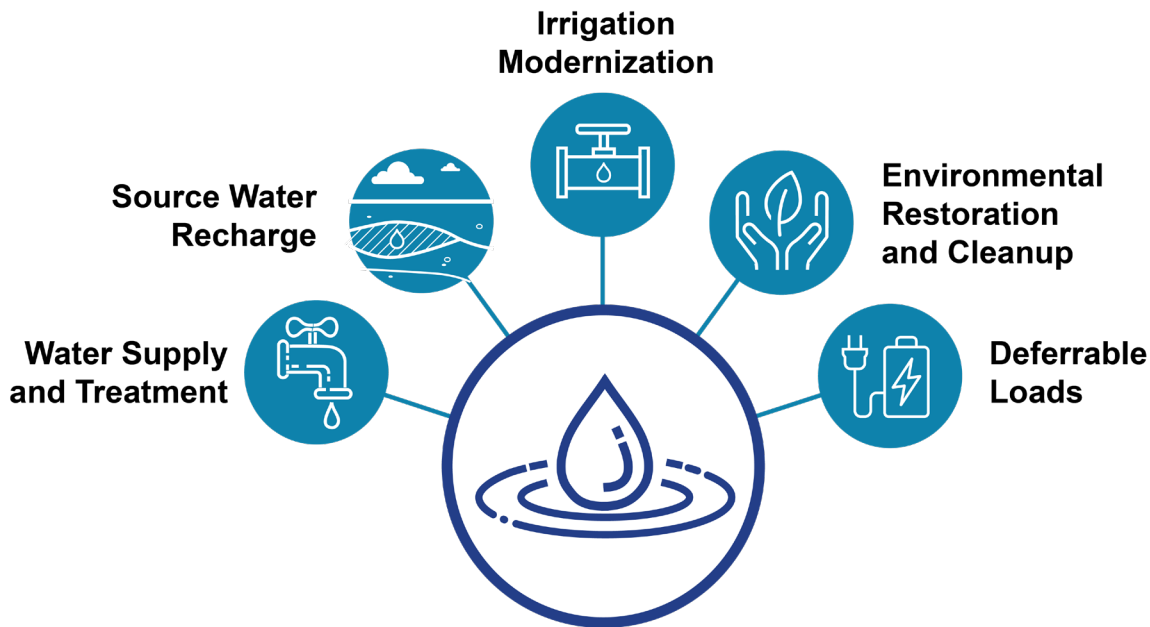 Irrigation
Modernization
Source Water
Recharge
Environmental
Restoration
and Cleanup
Water Supply
and Treatment
Deferrable
Loads